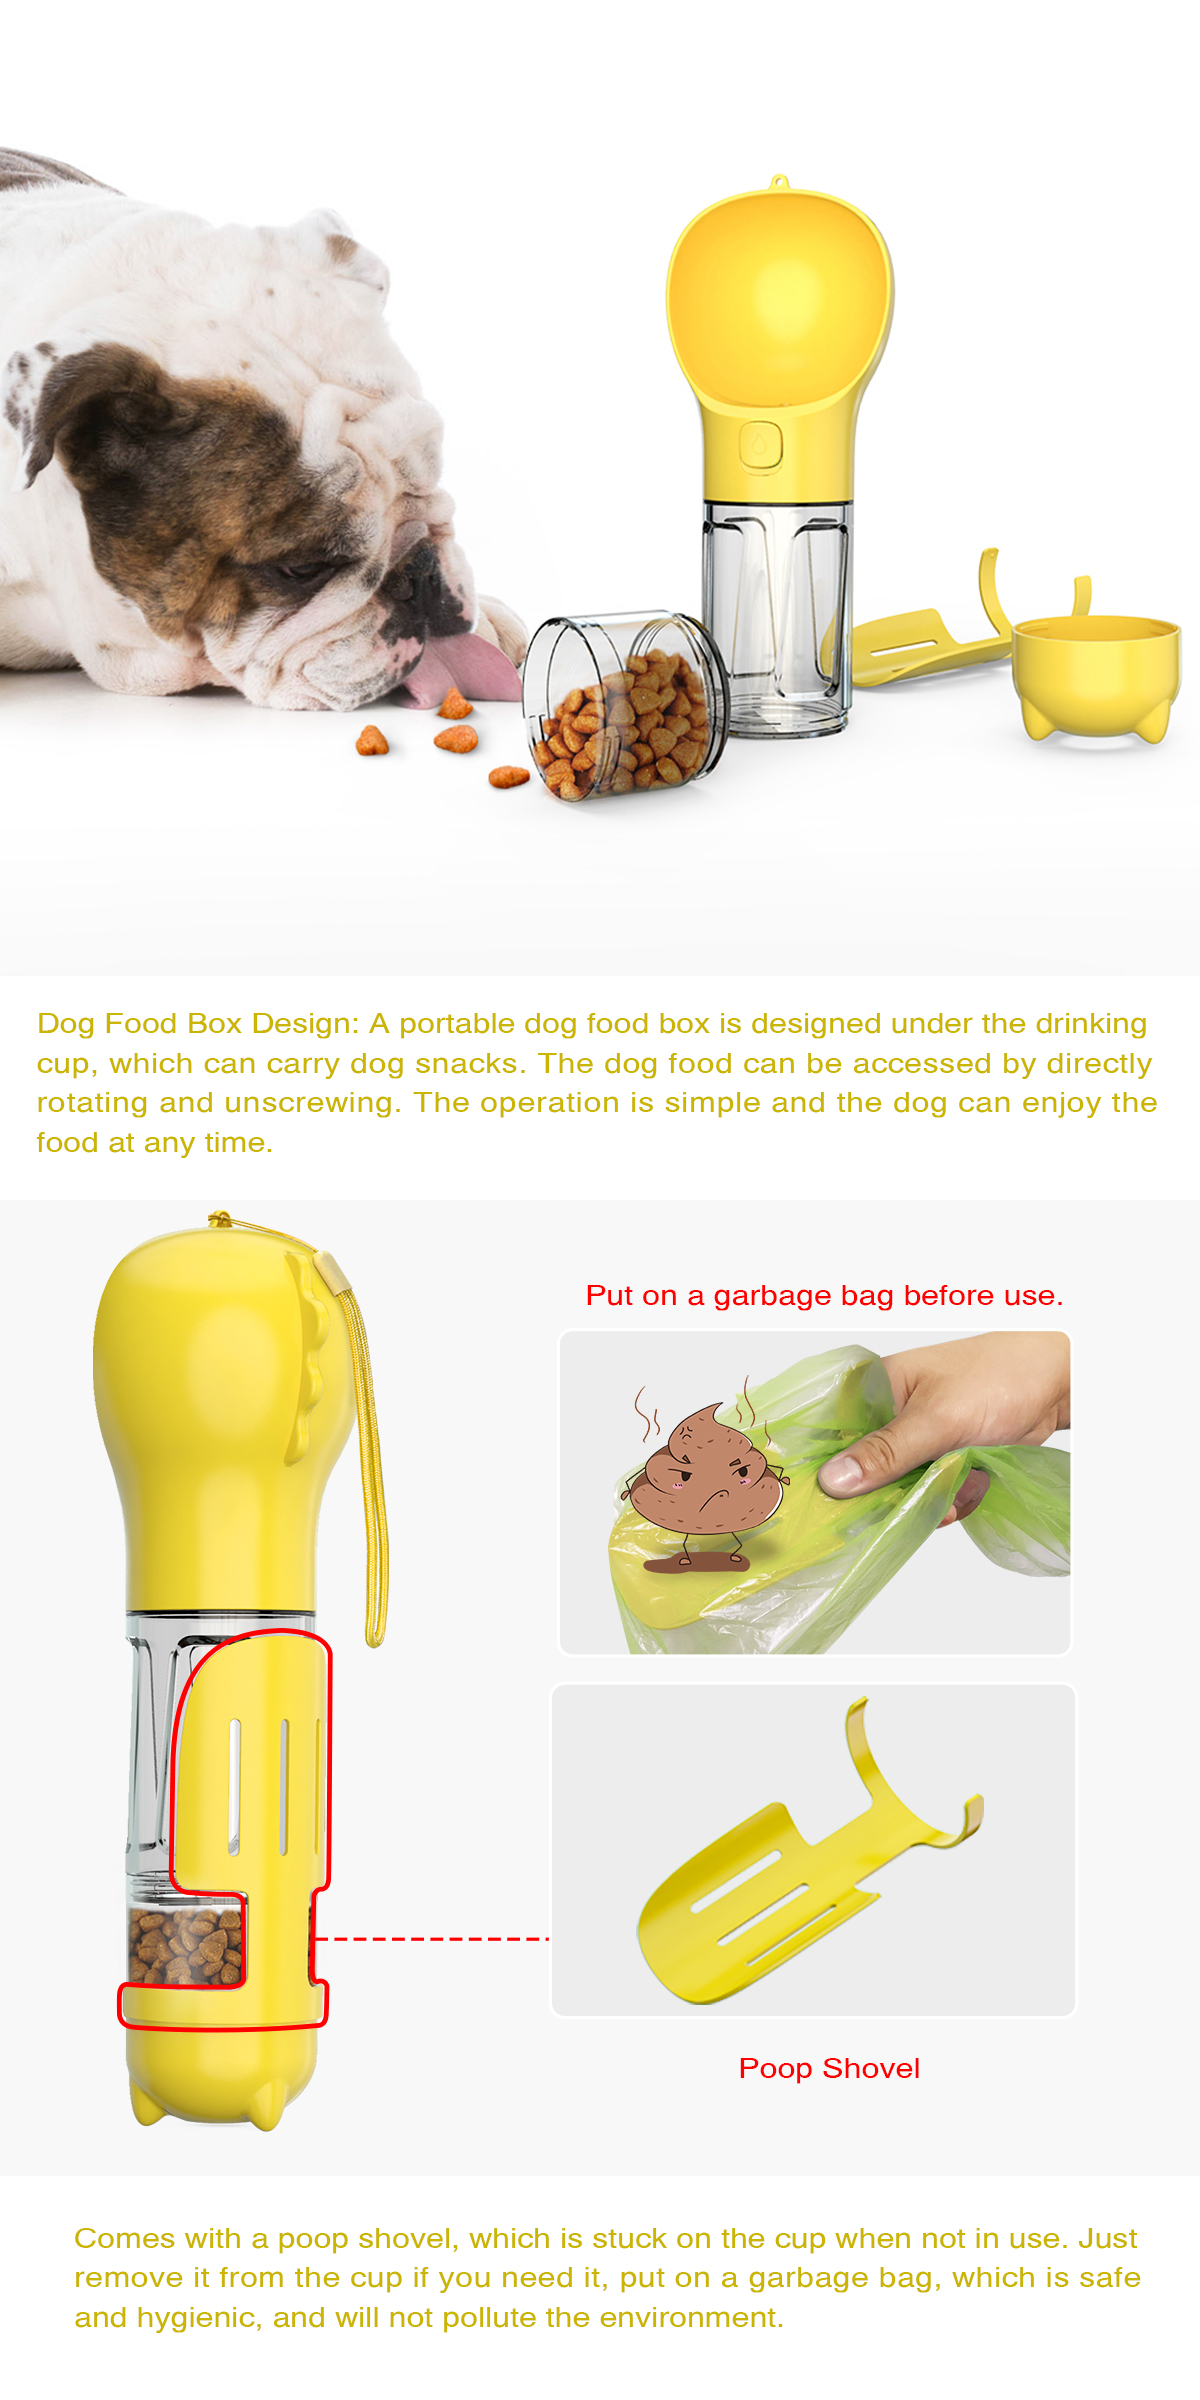 Dog Food Box Design: A portable dog food box is designed under the drinking
cup, which can carry dog snacks. The dog food can be accessed by directly
rotating and unscrewing. The operation is simple and the dog can enjoy the
food at any time.
Put on a garbage bag before use.
Poop Shovel
Comes with a poop shovel, which is stuck on the cup when not in use. Just
remove it from the cup if you need it, put on a garbage bag, which is safe
and hygienic, and will not pollute the environment.